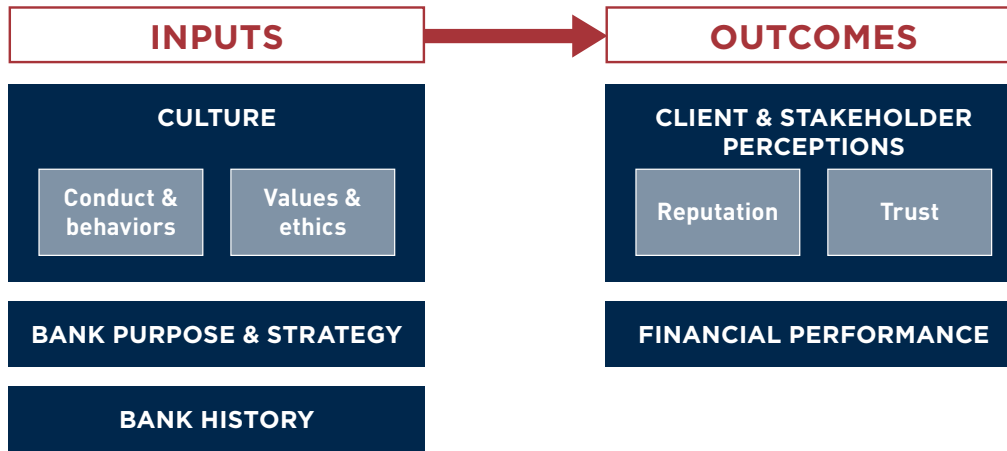 INPUTS
OUTCOMES
CULTURE
Conduct &
behaviors
Values &
ethics
BANK PURPOSE & STRATEGY
BANK HISTORY
CLIENT & STAKEHOLDER
PERCEPTIONS
Reputation
Trust
FINANCIAL PERFORMANCE